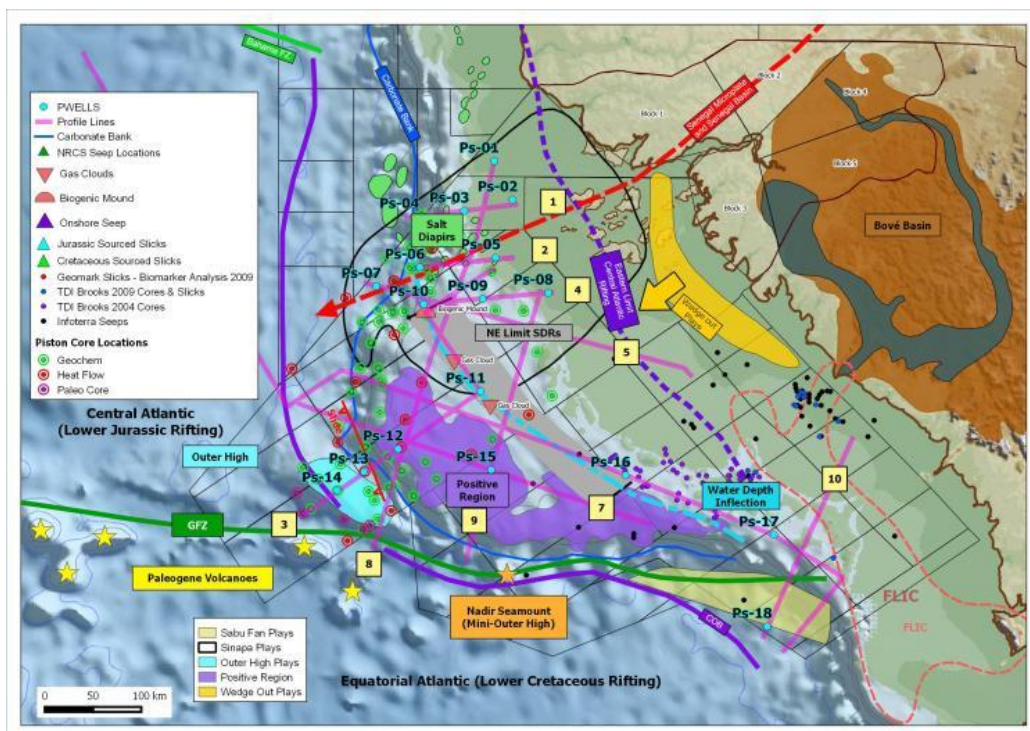 Bahama FZ
Carbonate Bank
Block 1
Block 2
Block 3
Block 4
Block 5
Senegal Microplate
and Senegal Basin
PWELLS
Profile Lines
Carbonate Bank
NRCS Seep Locations
Gas Clouds
Biogenic Mound
Onshore Seep
Jurassic Sourced Slicks
Cretaceous Sourced Slicks
Geomark Slicks - Biomarker Analysis 2009
TDI Brooks 2009 Cores & Slicks
TDI Brooks 2004 Cores
Infoterra Seeps
Piston Core Locations
Geochem
Heat Flow
Paleo Core
Ps-01
Ps-02
Ps-03
Ps-04
Salt
Diapirs
Ps-05
Ps-06
Ps-07
Ps-08
Ps-09
Ps-10
Biogenic Mound
NE Limit SDRs
Gas Cloud
Ps-11
Gas Cloud
1
2
4
5
Eastern Limit
Central Atlantic
Rifting
Wedge out
Plays
Bové Basin
Central Atlantic
(Lower Jurassic Rifting)
Outer High
Ps-12
Ps-13
Ps-14
Ps-15
Ps-16
Positive
Region
Water Depth
Inflection
Ps-17
10
7
9
3
8
GFZ
Paleogene Volcanoes
Nadir Seamount
(Mini-Outer High)
Ps-18
COB
FLIC
FLIC
Sabu Fan Plays
Sinapa Plays
Outer High Plays
Positive Region
Wedge Out Plays
Equatorial Atlantic (Lower Cretaceous Rifting)
0 50 100 km